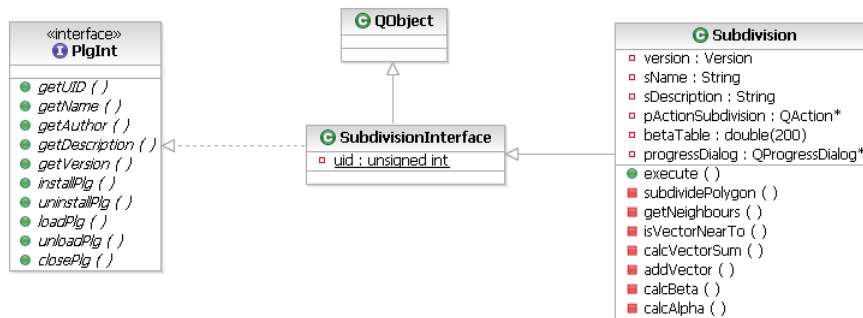 «interface»
PlgInt
getUID ( )
getName ( )
getAuthor ( )
getDescription ( )
getVersion ( )
installPlg ( )
uninstallPlg ( )
loadPlg ( )
unloadPlg ( )
closePlg ( )
QObject
SubdivisionInterface
uid : unsigned int
Subdivision
version : Version
sName : String
sDescription : String
pActionSubdivision : QAction*
betaTable : double(200)
progressDialog : QProgressDialog*
execute ( )
subdividePolygon ( )
getNeighbours ( )
isVectorNearTo ( )
calcVectorSum ( )
addVector ( )
calcBeta ( )
calcAlpha ( )